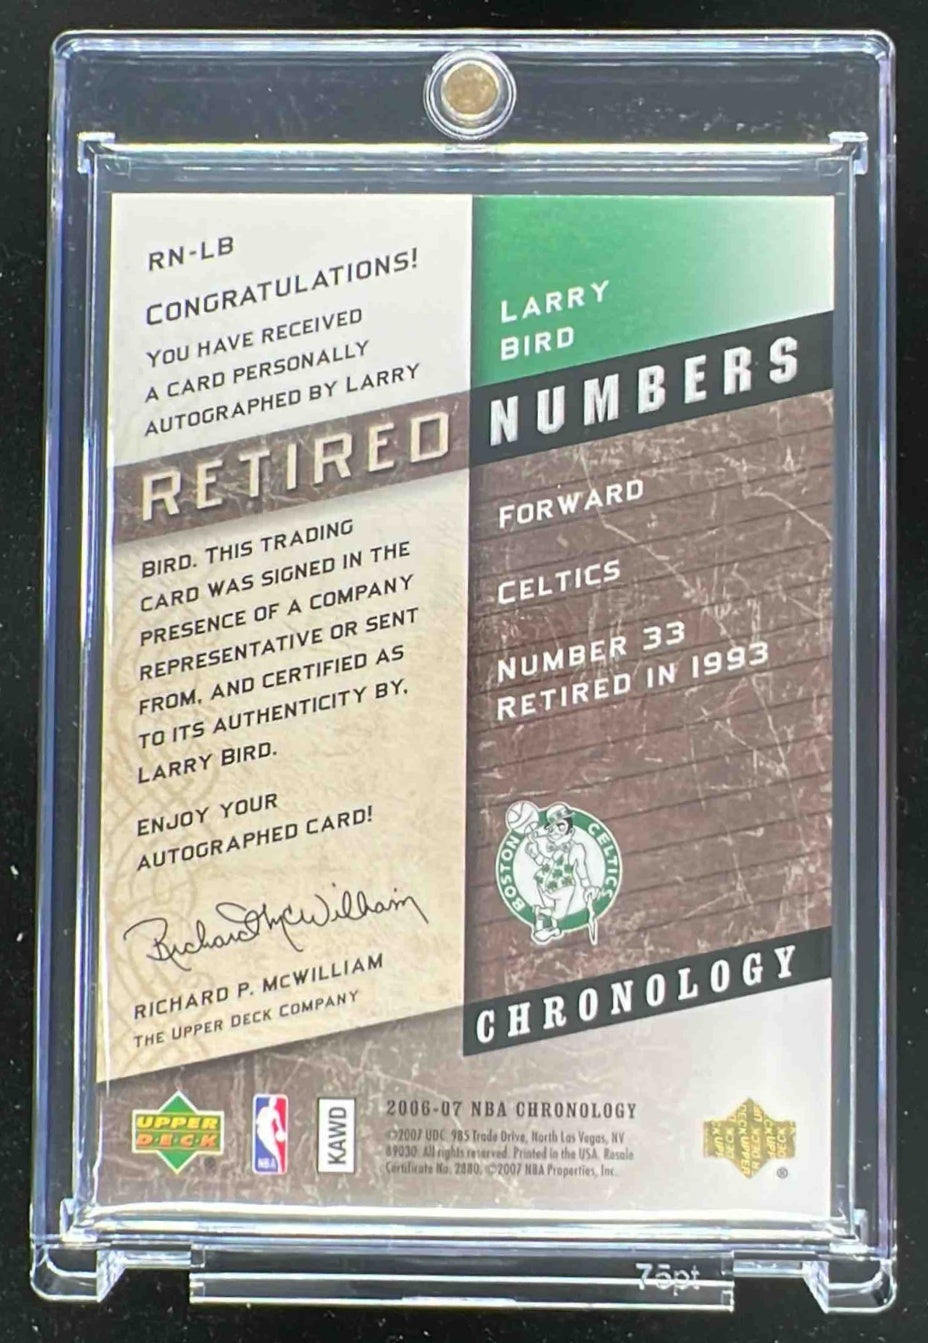 RN-LB
CONGRATULATIONS!
YOU HAVE RECEIVED
A CARD PERSONALLY
AUTOGRAPHED BY LARRY
RETIRED
BIRD. THIS TRADING
CARD WAS SIGNED IN THE
PRESENCE OF A COMPANY
REPRESENTATIVE OR SENT
FROM, AND CERTIFIED AS
TO ITS AUTHENTICITY BY,
LARRY BIRD.
ENJOY YOUR
AUTOGRAPHED CARD!
Richard McWilliam
RICHARD P. MCWILLIAM
THE UPPER DECK COMPANY
LARRY
BIRD
NUMBERS
FORWARD
CELTICS
NUMBER 33
RETIRED IN 1993
BOSTON CELTICS
CHRONOLOGY
UPPER
DECK
®
NBA
KAWD
2006-07 NBA CHRONOLOGY
©2007 UDC. 985 Trade Drive, North Las Vegas, NV
89030. All rights reserved. Printed in the USA. Resale
Certificate No. 2880. ©2007 NBA Properties, Inc.
®
75pt